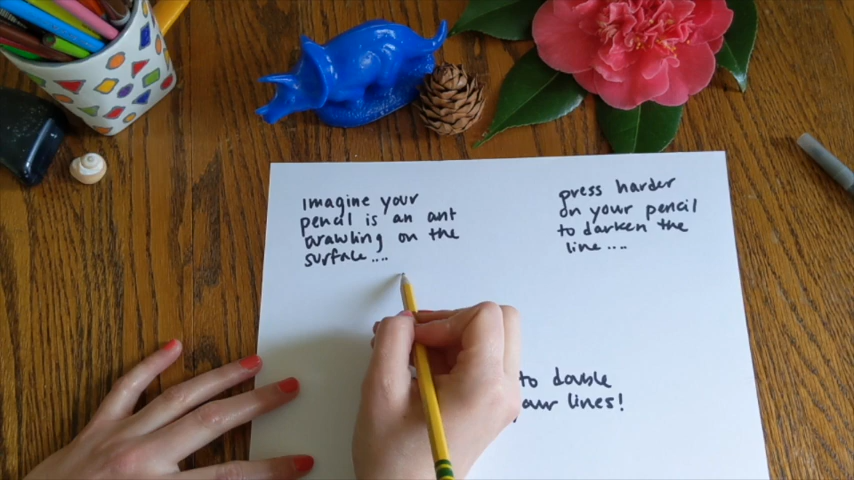 imagine your
pencil is an ant
crawling on the
surface....
press harder
on your pencil
to darken the
line....
to double
your lines!